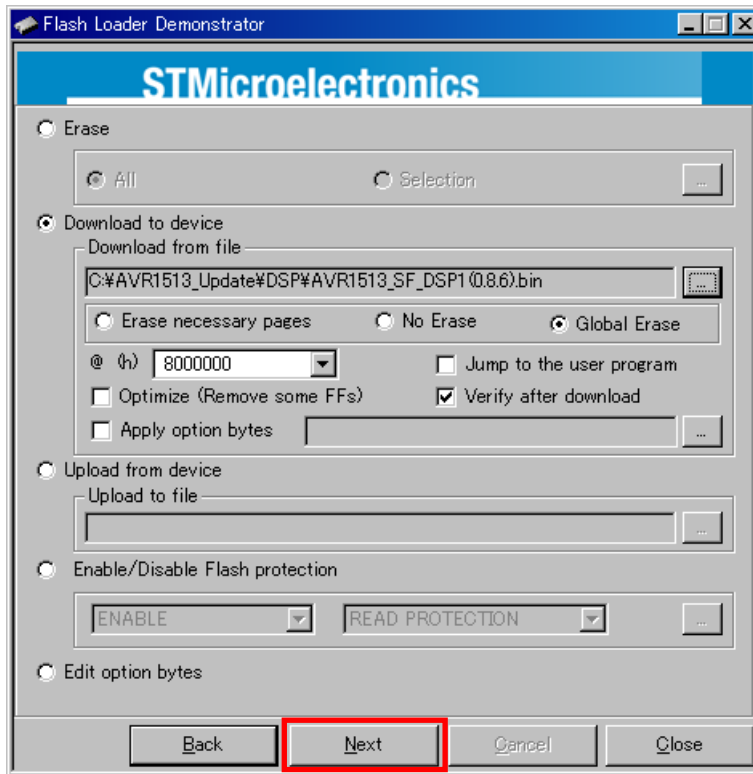 Flash Loader Demonstrator
STMicroelectronics
Erase
All Selection ...
Download to device
Download from file
C:¥AVR1513_Update¥DSP¥AVR1513_SF_DSP1(0.8.6).bin ...
Erase necessary pages No Erase Global Erase
@ (h) 8000000 Jump to the user program
Optimize (Remove some FFs) Verify after download
Apply option bytes ...
Upload from device
Upload to file
...
Enable/Disable Flash protection
ENABLE READ PROTECTION ...
Edit option bytes
Back Next Cancel Close